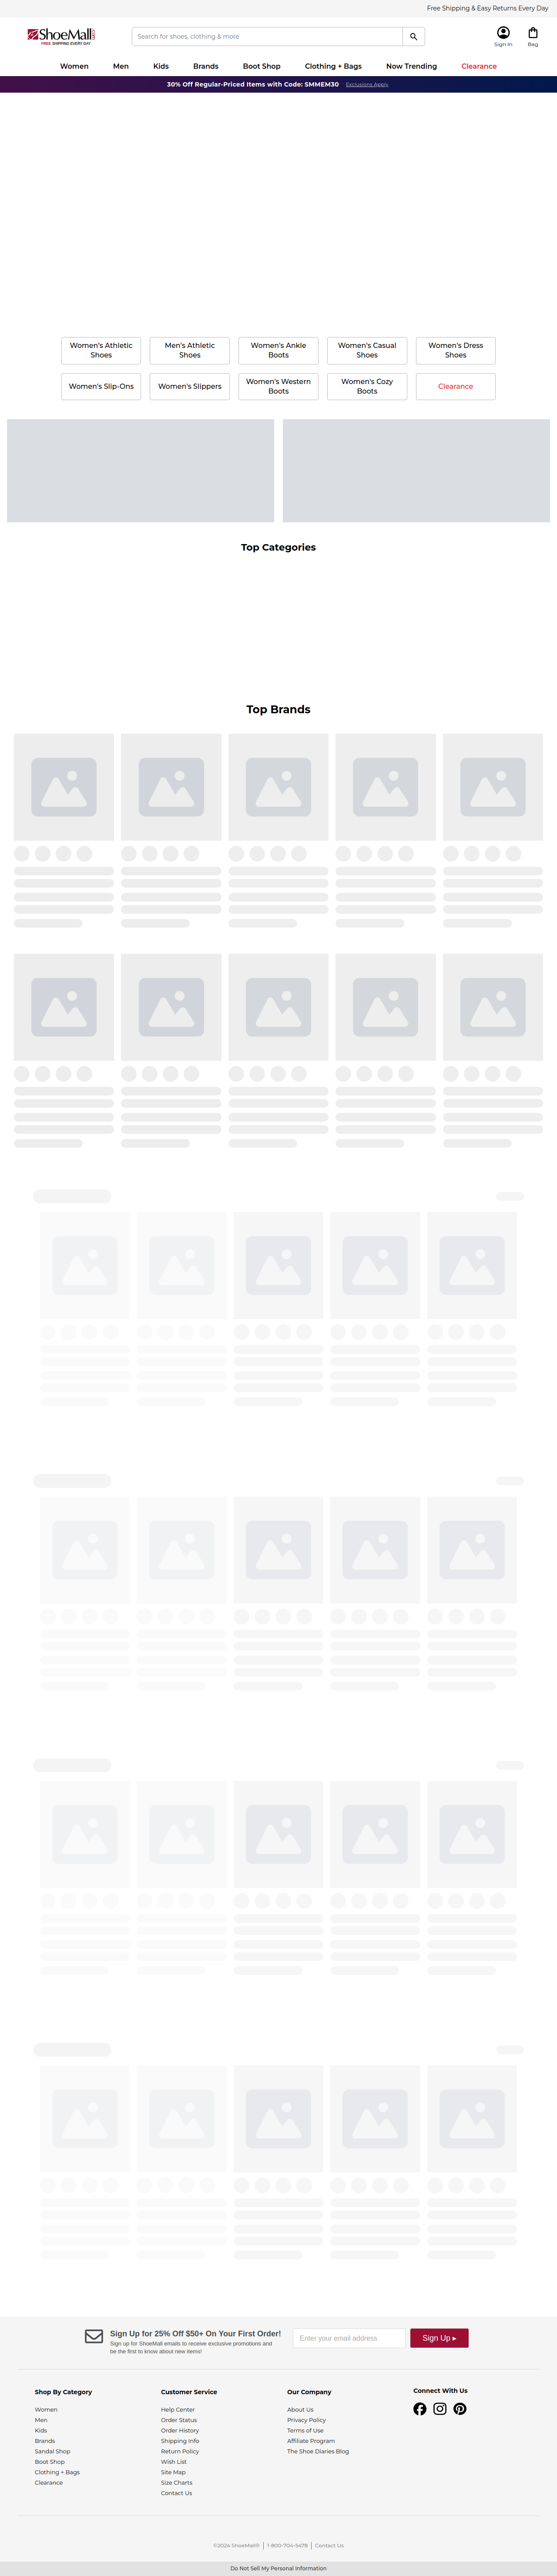 Free Shipping & Easy Returns Every Day
ShoeMall.com
FREE SHIPPING EVERY DAY
Search for shoes, clothing & more
Sign In
Bag
Women
Men
Kids
Brands
Boot Shop
Clothing + Bags
Now Trending
Clearance
30% Off Regular-Priced Items with Code: SMMEM30 Exclusions Apply
Women's Athletic
Shoes
Men's Athletic
Shoes
Women's Ankle
Boots
Women's Casual
Shoes
Women's Dress
Shoes
Women's Slip-Ons
Women's Slippers
Women's Western
Boots
Women's Cozy
Boots
Clearance
Top Categories
Top Brands
Sign Up for 25% Off $50+ On Your First Order!
Sign up for ShoeMall emails to receive exclusive promotions and
be the first to know about new items!
Enter your email address
Sign Up ▸
Shop By Category
Women
Men
Kids
Brands
Sandal Shop
Boot Shop
Clothing + Bags
Clearance
Customer Service
Help Center
Order Status
Order History
Shipping Info
Return Policy
Wish List
Site Map
Size Charts
Contact Us
Our Company
About Us
Privacy Policy
Terms of Use
Affiliate Program
The Shoe Diaries Blog
Connect With Us
©2024 ShoeMall® | 1-800-704-5478 | Contact Us
Do Not Sell My Personal Information